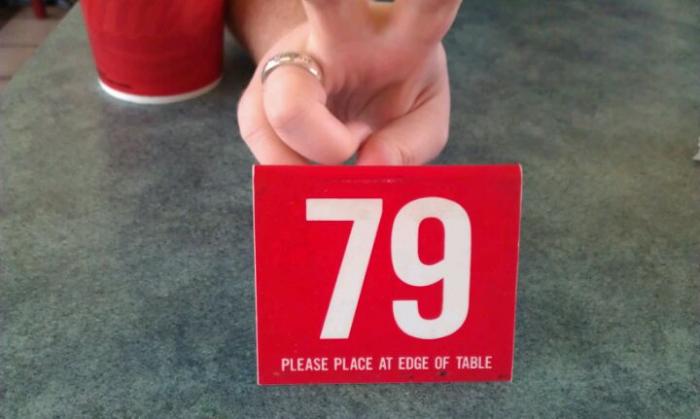 79
PLEASE PLACE AT EDGE OF TABLE